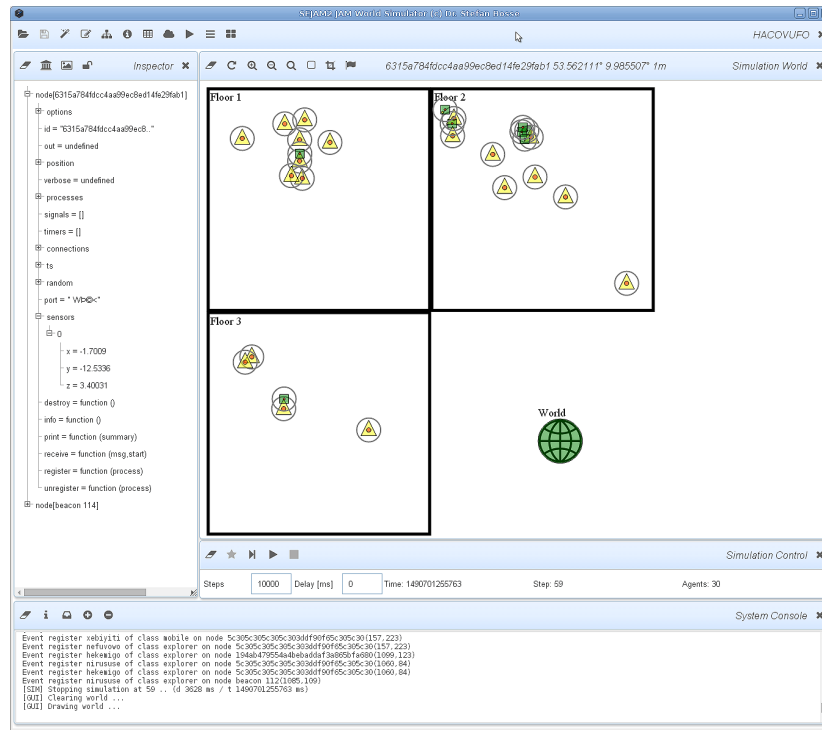 SEJAM2 JAM World Simulator (c) Dr. Stefan Bosse
HACOVUFO
Inspector
6315a784fdcc4aa99ec8ed14fe29fab1 53.562111° 9.985507° 1m
Simulation World
node[6315a784fdcc4aa99ec8ed14fe29fab1]
options
id = "6315a784fdcc4aa99ec8.."
out = undefined
position
verbose = undefined
processes
signals = []
timers = []
connections
ts
random
sensors
0
x = -1.7009
y = -12.5336
z = 3.40031
destroy = function ()
info = function ()
print = function (summary)
receive = function (msg,start)
register = function (process)
unregister = function (process)
node[beacon 114]
Floor 1
Floor 2
Floor 3
World
Simulation Control
Steps 10000 Delay [ms] 0 Time: 1490701255763 Step: 59 Agents: 30
System Console
Event register xebiyiti of class mobile on node 5c305c305c305c303ddf90f65c305c30(157,223)
Event register nefuvowo of class explorer on node 5c305c305c305c303ddf90f65c305c30(157,223)
Event register hekemigo of class explorer on node 194ab479554a4bebaddaf3a865bfa680(1099,123)
Event register nirususe of class explorer on node 5c305c305c305c303ddf90f65c305c30(1060,84)
Event register hekemigo of class explorer on node 5c305c305c305c303ddf90f65c305c30(1060,84)
Event register nirususe of class explorer on node beacon 112(1085,109)
[SIM] Stopping simulation at 59 .. (d 3628 ms / t 1490701255763 ms)
[GUI] Clearing world ...
[GUI] Drawing world ...